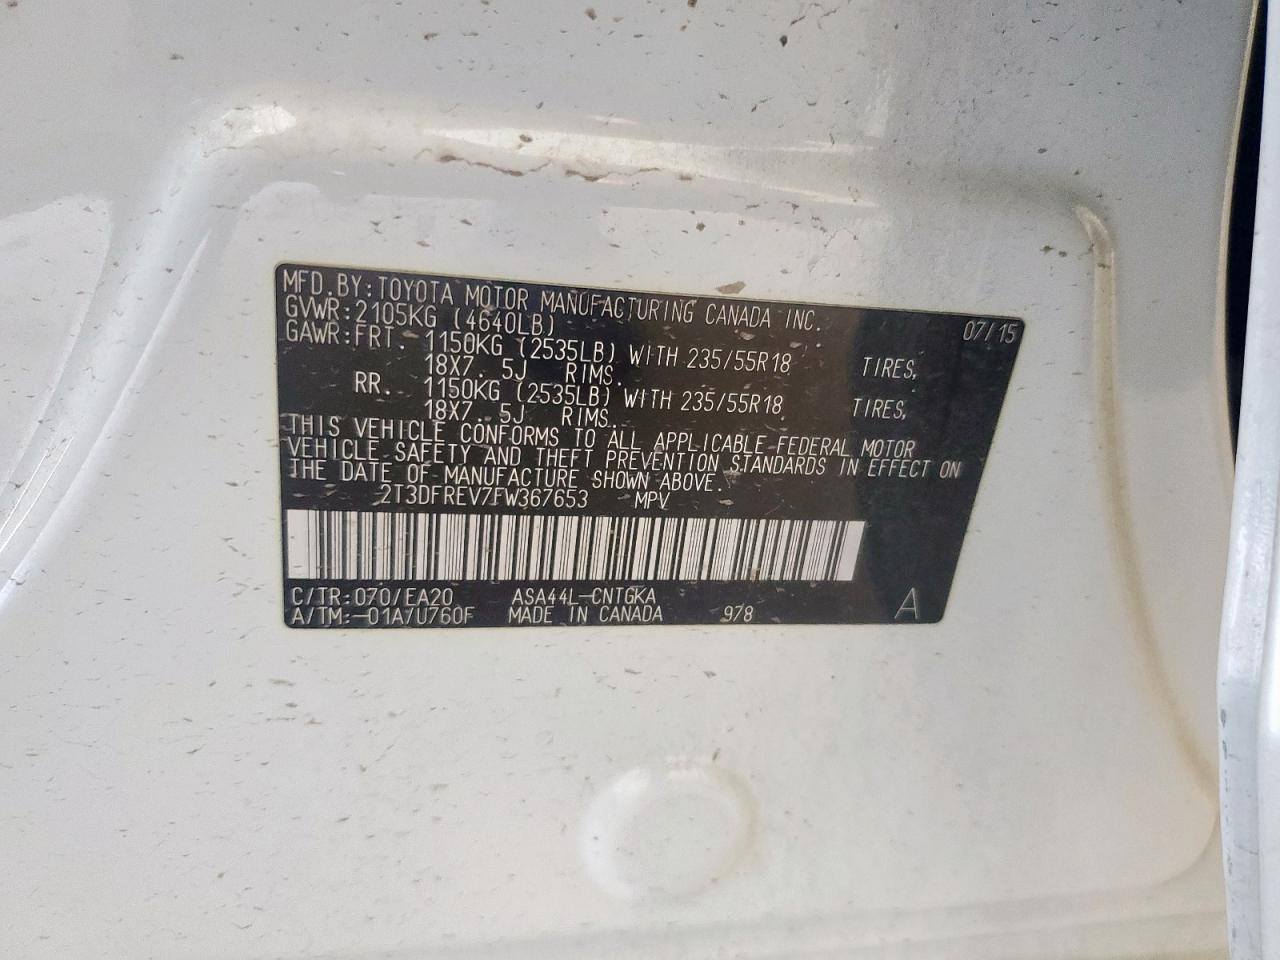 MFD.BY:TOYOTA MOTOR MANUFACTURING CANADA INC. 07/15
GVWR:2105KG (4640LB)
GAWR:FRT. 1150KG (2535LB) WITH 235/55R18 TIRES,
18X7.5J RIMS.
RR. 1150KG (2535LB) WITH 235/55R18 TIRES,
18X7.5J RIMS.
THIS VEHICLE CONFORMS TO ALL APPLICABLE FEDERAL MOTOR
VEHICLE SAFETY AND THEFT PREVENTION STANDARDS IN EFFECT ON
THE DATE OF MANUFACTURE SHOWN ABOVE.
2T3DFREV7FW367653 MPV
C/TR:070/EA20 ASA44L-CNTGKA
A/TM:-01A/U760F MADE IN CANADA 978 A